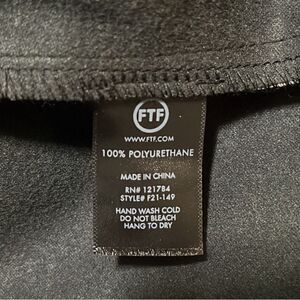 FTF
WWW.FTF.COM
100% POLYURETHANE
MADE IN CHINA
RN# 121784
STYLE# F21-149
HAND WASH COLD
DO NOT BLEACH
HANG TO DRY